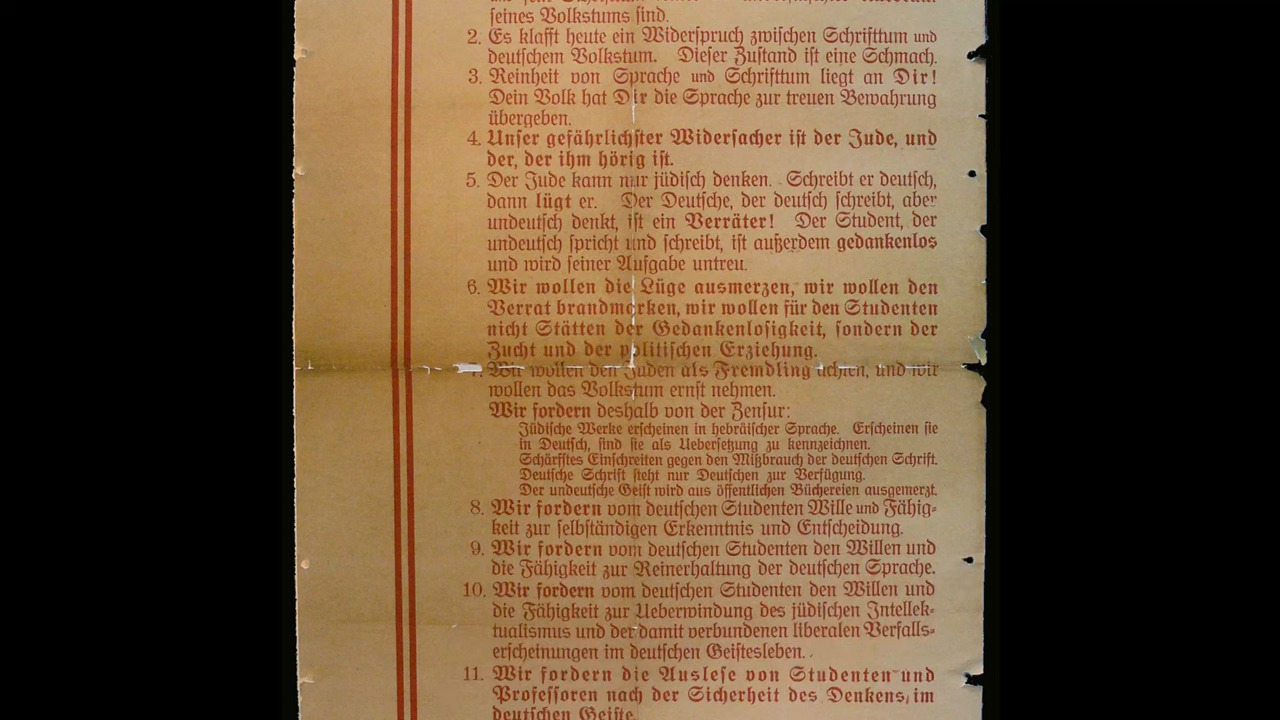 seines Volkstums sind.
2. Es klafft heute ein Widerspruch zwischen Schrifttum und
deutschem Volkstum. Dieser Zustand ist eine Schmach.
3. Reinheit von Sprache und Schrifttum liegt an Dir!
Dein Volk hat Dir die Sprache zur treuen Bewahrung
übergeben.
4. Unser gefährlichster Widersacher ist der Jude, und
der, der ihm hörig ist.
5. Der Jude kann nur jüdisch denken. Schreibt er deutsch,
dann lügt er. Der Deutsche, der deutsch schreibt, aber
undeutsch denkt, ist ein Verräter! Der Student, der
undeutsch spricht und schreibt, ist außerdem gedankenlos
und wird seiner Aufgabe untreu.
6. Wir wollen die Lüge ausmerzen, wir wollen den
Verrat brandmarken, wir wollen für den Studenten
nicht Stätten der Gedankenlosigkeit, sondern der
Zucht und der politischen Erziehung.
7. Wir wollen den Juden als Fremdling achten, und wir
wollen das Volkstum ernst nehmen.
Wir fordern deshalb von der Zensur:
Jüdische Werke erscheinen in hebräischer Sprache. Erscheinen sie
in Deutsch, sind sie als Uebersetzung zu kennzeichnen.
Schärfstes Einschreiten gegen den Mißbrauch der deutschen Schrift.
Deutsche Schrift steht nur Deutschen zur Verfügung.
Der undeutsche Geist wird aus öffentlichen Büchereien ausgemerzt.
8. Wir fordern vom deutschen Studenten Wille und Fähig-
keit zur selbständigen Erkenntnis und Entscheidung.
9. Wir fordern vom deutschen Studenten den Willen und
die Fähigkeit zur Reinerhaltung der deutschen Sprache.
10. Wir fordern vom deutschen Studenten den Willen und
die Fähigkeit zur Ueberwindung des jüdischen Intellek-
tualismus und der damit verbundenen liberalen Verfalls-
erscheinungen im deutschen Geistesleben.
11. Wir fordern die Auslese von Studenten und
Professoren nach der Sicherheit des Denkens im
deutschen Geiste.